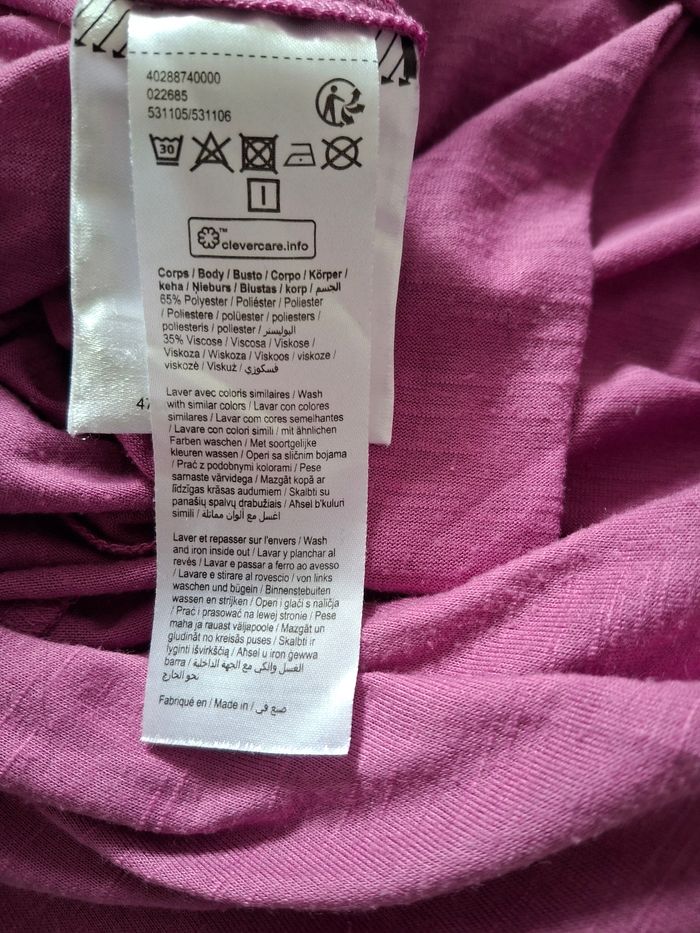 40288740000
022685
531105/531106
30
clevercare.info
Corps / Body / Busto / Corpo / Körper /
keha / Ņieburs / Blustas / korp / الجسم
65% Polyester / Poliéster / Poliester
/ Poliestere / polüester / poliesters /
poliesteris / poliester / اليوليستر
35% Viscose / Viscosa / Viskose /
Viskoza / Wiskoza / Viskoos / viskoze /
viskozė / Viskuż / فسكوزي
Laver avec coloris similaires / Wash
with similar colors / Lavar con colores
similares / Lavar com cores semelhantes
/ Lavare con colori simili / mit ähnlichen
Farben waschen / Met soortgelijke
kleuren wassen / Operi sa sličnim bojama
/ Prać z podobnymi kolorami / Pese
samaste värvidega / Mazgāt kopā ar
līdzīgas krāsas audumiem / Skalbti su
panašių spalvų drabužiais / Aħsel b'kuluri
simili / اغسل مع ألوان مماثلة
Laver et repasser sur l'envers / Wash
and iron inside out / Lavar y planchar al
revés / Lavar e passar a ferro ao avesso
/ Lavare e stirare al rovescio / von links
waschen und bügeln / Binnenstebuiten
wassen en strijken / Operi i glači s naličja
/ Prać i prasować na lewej stronie / Pese
maha ja rauast väljapoole / Mazgāt un
gludināt no kreisās puses / Skalbti ir
lyginti išvirkščią / Aħsel u iron ġewwa
barra / الغسل والكي مع الجهة الداخلية
نحو الخارج
Fabriqué en / Made in / صنع في
47